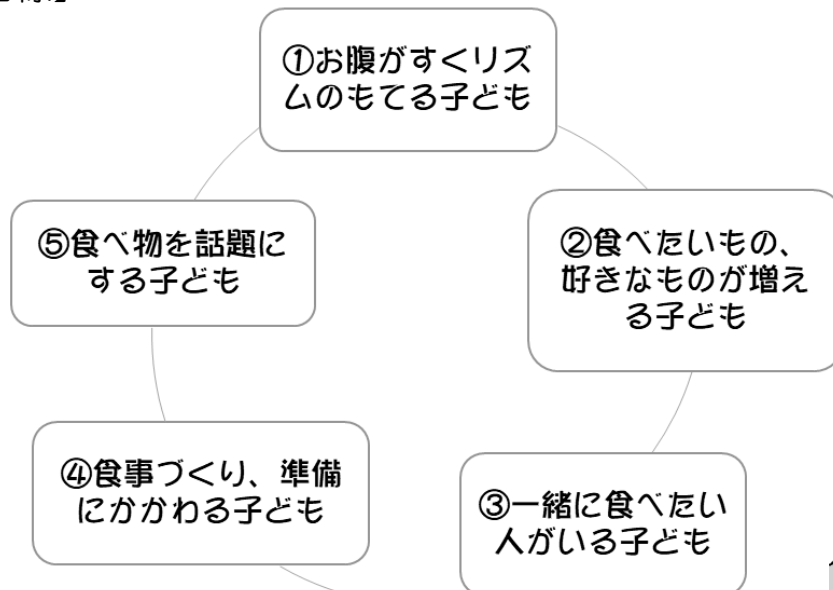 ①お腹がすくリズ
ムのもてる子ども
②食べたいもの、
好きなものが増え
る子ども
③一緒に食べたい
人がいる子ども
④食事づくり、準備
にかかわる子ども
⑤食べ物を話題に
する子ども